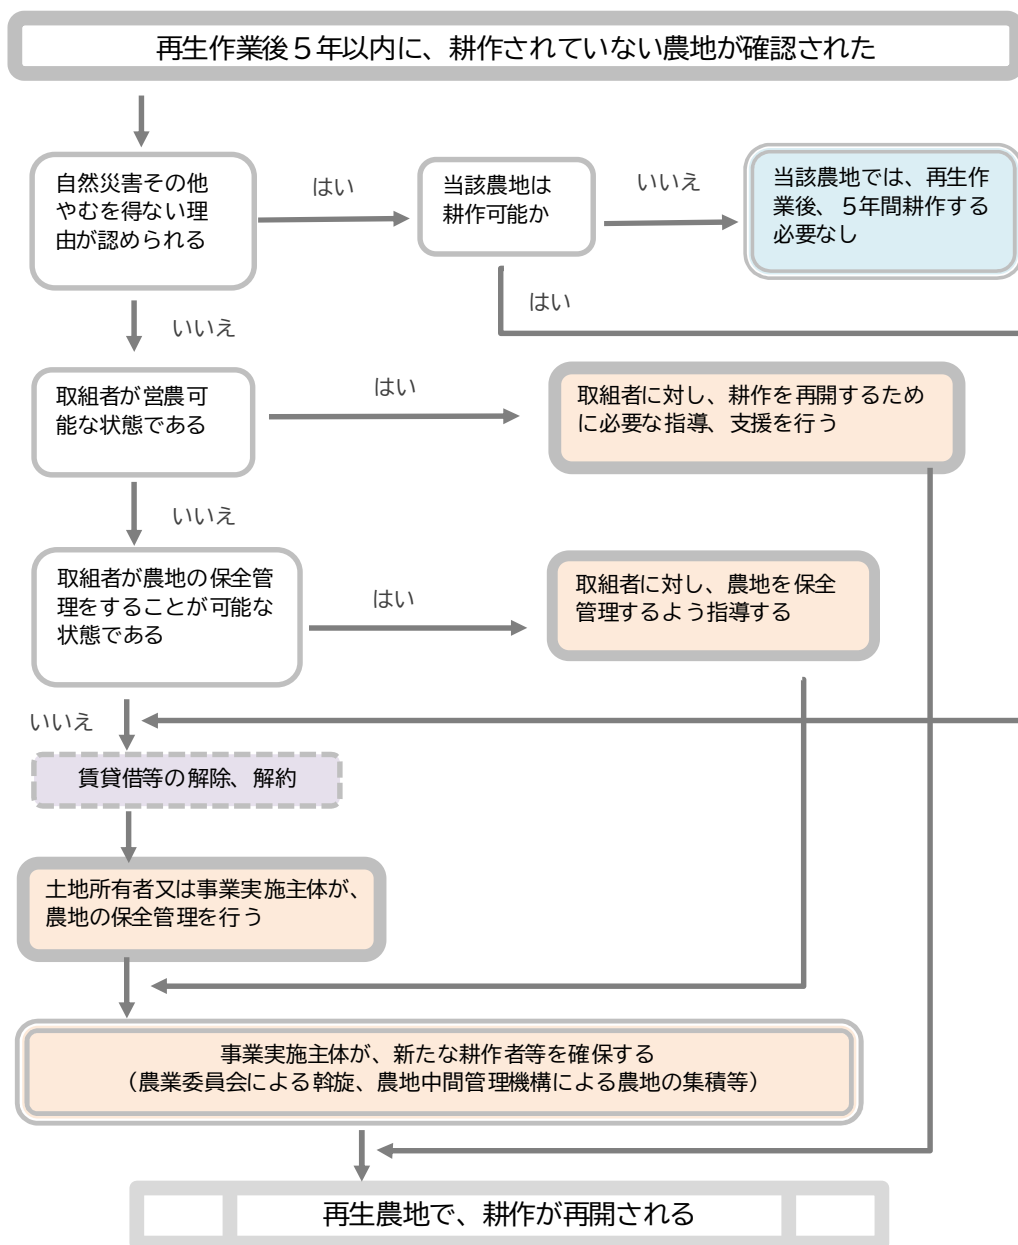 再生作業後５年以内に、耕作されていない農地が確認された
自然災害その他
やむを得ない理
由が認められる
はい
当該農地は
耕作可能か
いいえ
当該農地では、再生作
業後、５年間耕作する
必要なし
はい
いいえ
取組者が営農可
能な状態である
はい
取組者に対し、耕作を再開するため
に必要な指導、支援を行う
いいえ
取組者が農地の保全管
理をすることが可能な
状態である
はい
取組者に対し、農地を保全
管理するよう指導する
いいえ
賃貸借等の解除、解約
土地所有者又は事業実施主体が、
農地の保全管理を行う
事業実施主体が、新たな耕作者等を確保する
（農業委員会による斡旋、農地中間管理機構による農地の集積等）
再生農地で、耕作が再開される